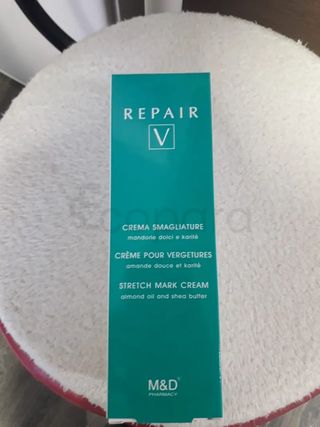 REPAIR
V
CREMA SMAGLIATURE
mandorle dolci e karitè
CRÈME POUR VERGETURES
amande douce et karité
STRETCH MARK CREAM
almond oil and shea butter
M&D
PHARMACY